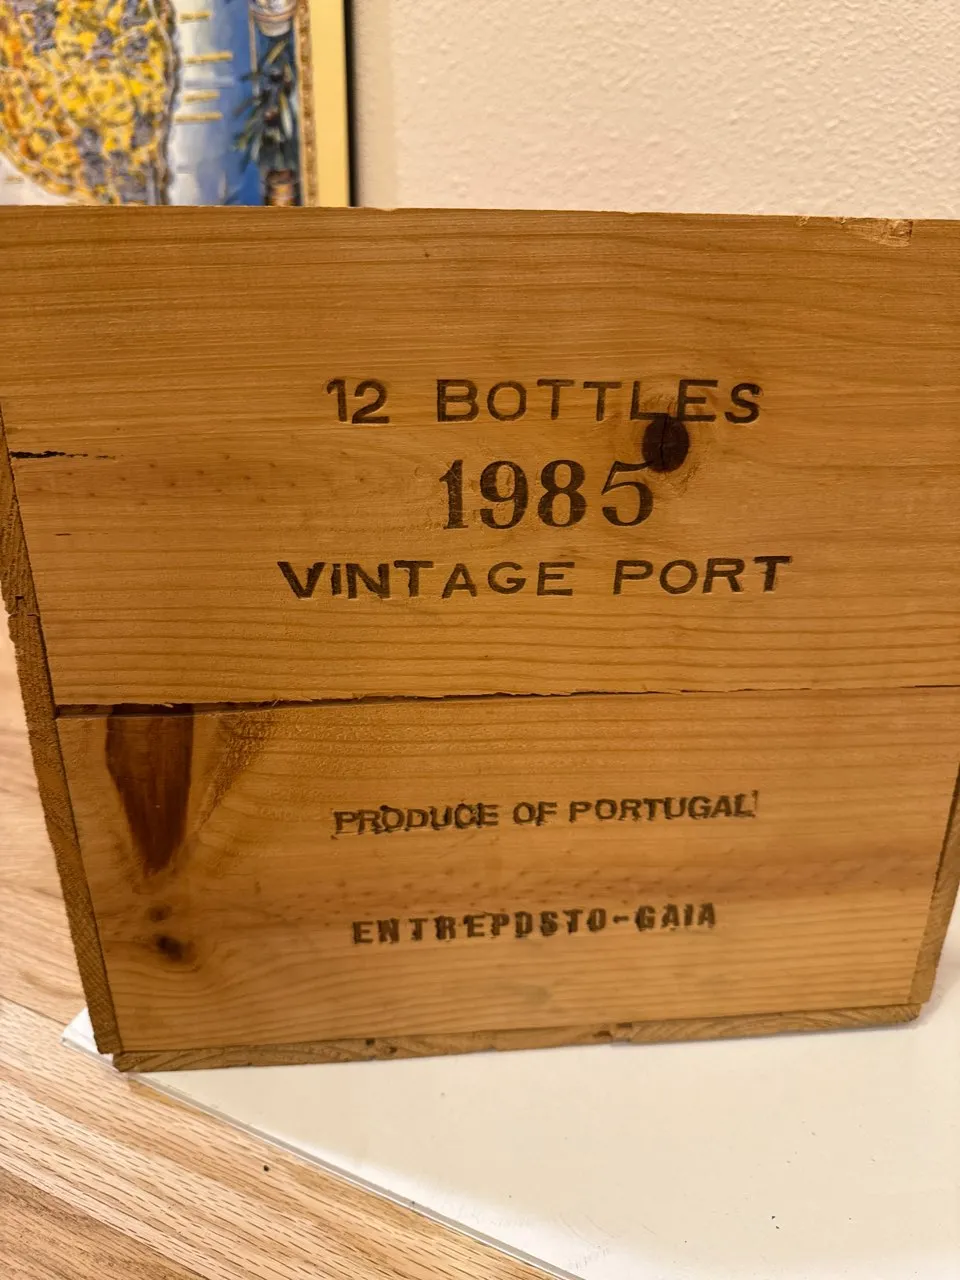 12 BOTTLES
1985
VINTAGE PORT
PRODUCE OF PORTUGAL
ENTREPOSTO-GAIA